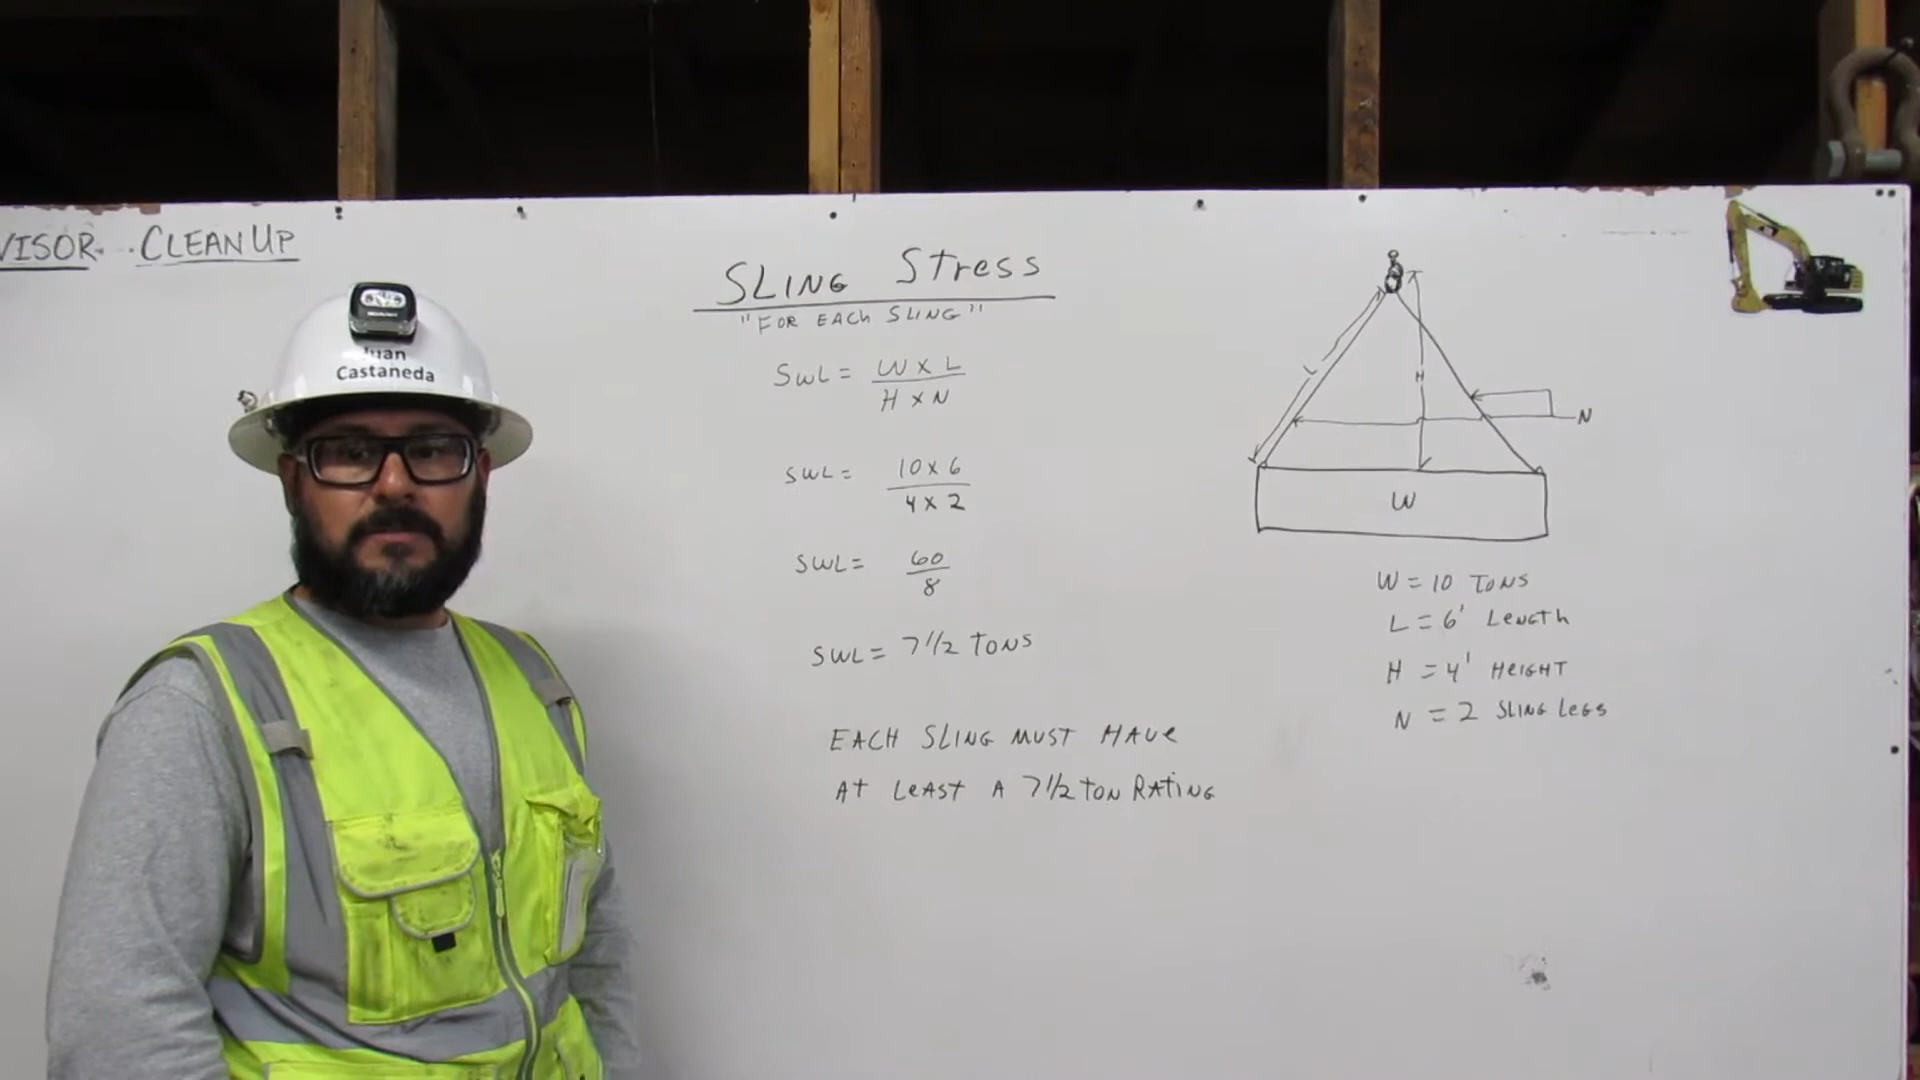 VISOR CLEAN UP
Juan
Castaneda
SLING STRESS
"FOR EACH SLING"
SWL = W X L
H X N
SWL = 10 X 6
4 X 2
SWL = 60
8
SWL = 7 1/2 TONS
EACH SLING MUST HAVE
AT LEAST A 7 1/2 TON RATING
L
H
N
W
W = 10 TONS
L = 6' LENGTH
H = 4' HEIGHT
N = 2 SLING LEGS